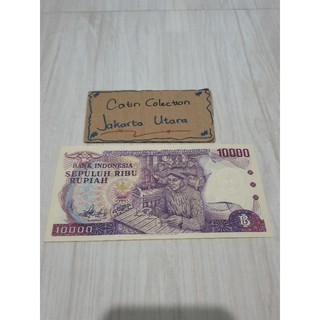 Catin Colection
Jakarta Utara
BANK INDONESIA
SEPULUH RIBU
RUPIAH
10000
10000